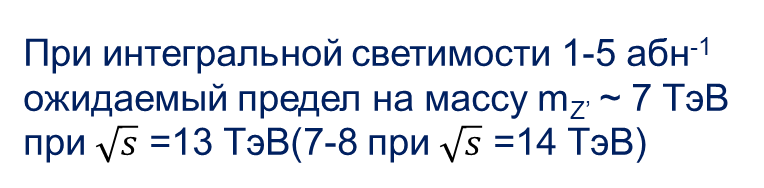 При интегральной светимости 1-5 абн⁻¹
ожидаемый предел на массу m_Z' ~ 7 ТэВ
при √s =13 ТэВ(7-8 при √s =14 ТэВ)